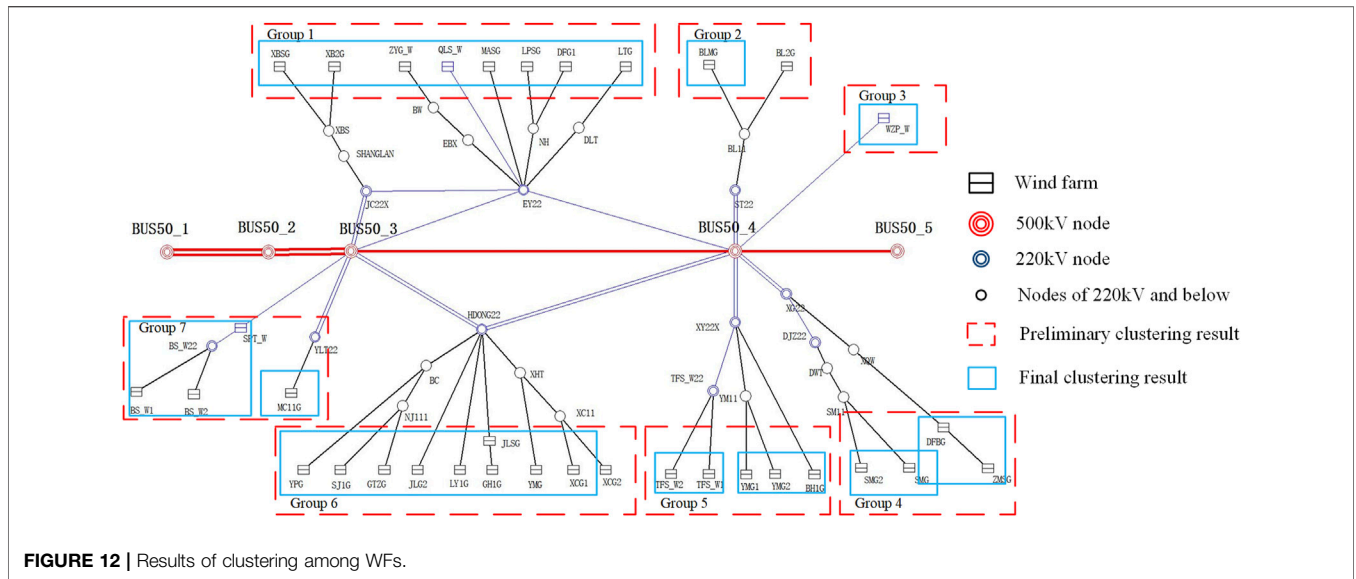 Group 1
XBSG XB2G ZYG_W QLS_W MASG LPSG DFG1 LTG
Group 2
BLMG BL2G
Group 3
WZP_W
BW
XBS
EBX
NH
DLT
BL11
SHANGLAN
JC22X
EY22
ST22
Wind farm
BUS50_1 BUS50_2 BUS50_3 BUS50_4 BUS50_5
500kV node
220kV node
Nodes of 220kV and below
Preliminary clustering result
Final clustering result
Group 7
SPT_W
BS_W22
YLT22
BS_W1 BS_W2
MC11G
HDONG22
XG22
XY22X
DJZ22
XQW
BC
XHT
TFS_W22
DWT
NJ111
XC11
YM11
SM11
JLSG
DFBG
YPG SJ1G GTZG JLG2 LY1G GH1G YMG XCG1 XCG2
Group 6
TFS_W2 TFS_W1 YMG1 YMG2 BH1G
Group 5
SMG2 SMG ZMSG
Group 4
FIGURE 12 | Results of clustering among WFs.